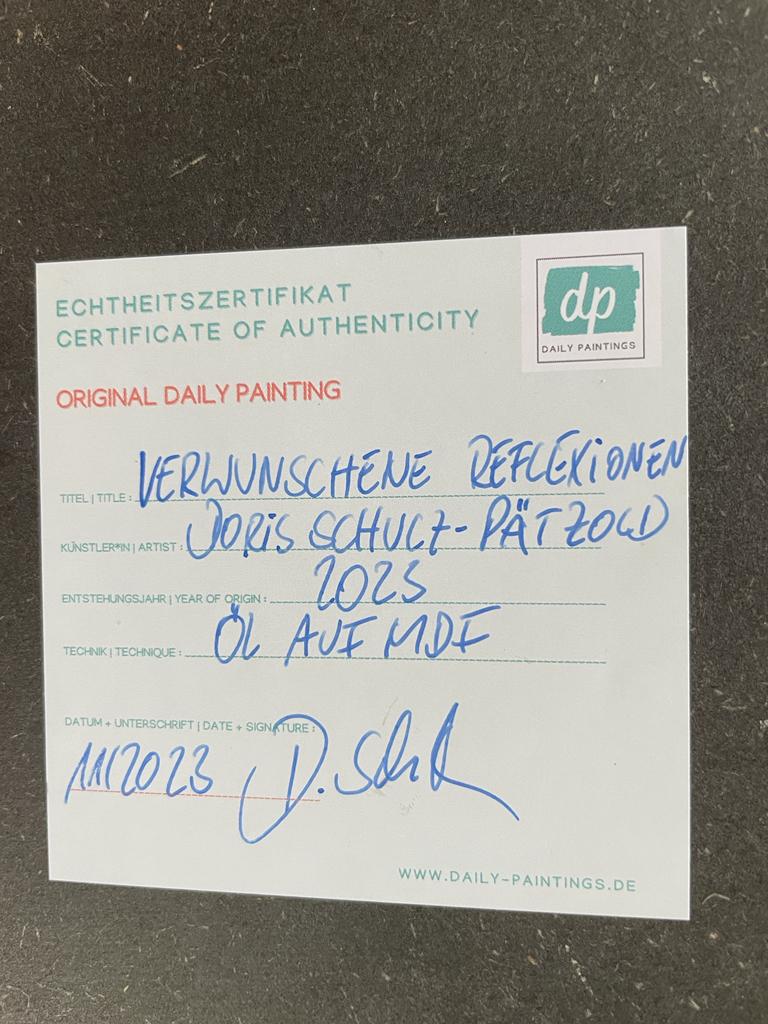 ECHTHEITSZERTIFIKAT
CERTIFICATE OF AUTHENTICITY
dp
DAILY PAINTINGS
ORIGINAL DAILY PAINTING
TITEL | TITLE : VERWUNSCHENE REFLEXIONEN
KÜNSTLER*IN | ARTIST : DORIS SCHULZ-PÄTZOLD
ENTSTEHUNGSJAHR | YEAR OF ORIGIN : 2023
TECHNIK | TECHNIQUE : ÖL AUF MDF
DATUM + UNTERSCHRIFT | DATE + SIGNATURE :
11/2023 D.
WWW.DAILY-PAINTINGS.DE